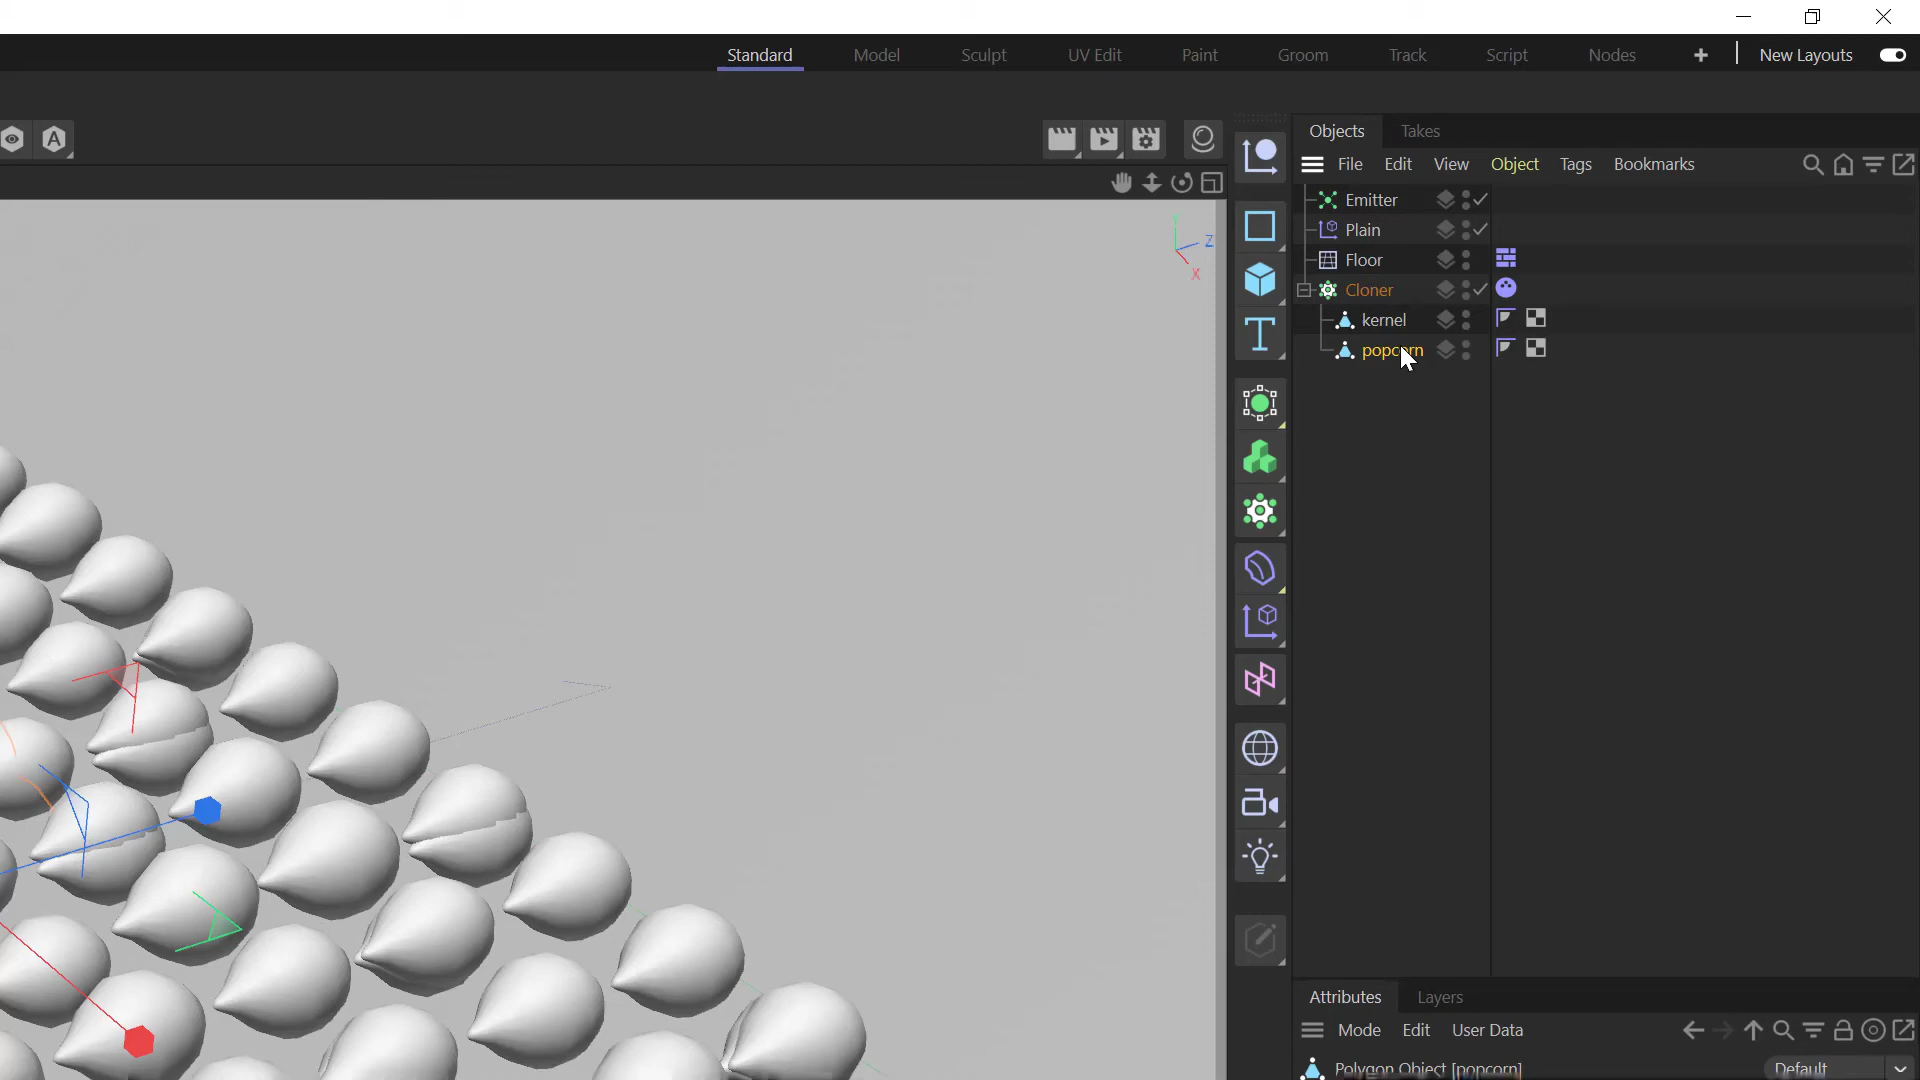 Standard Model Sculpt UV Edit Paint Groom Track Script Nodes + New Layouts
A
Objects Takes
File Edit View Object Tags Bookmarks
Y
Z
X
Emitter
Plain
Floor
Cloner
kernel
popcorn
T
Attributes Layers
Mode Edit User Data
Polygon Object [popcorn] Default